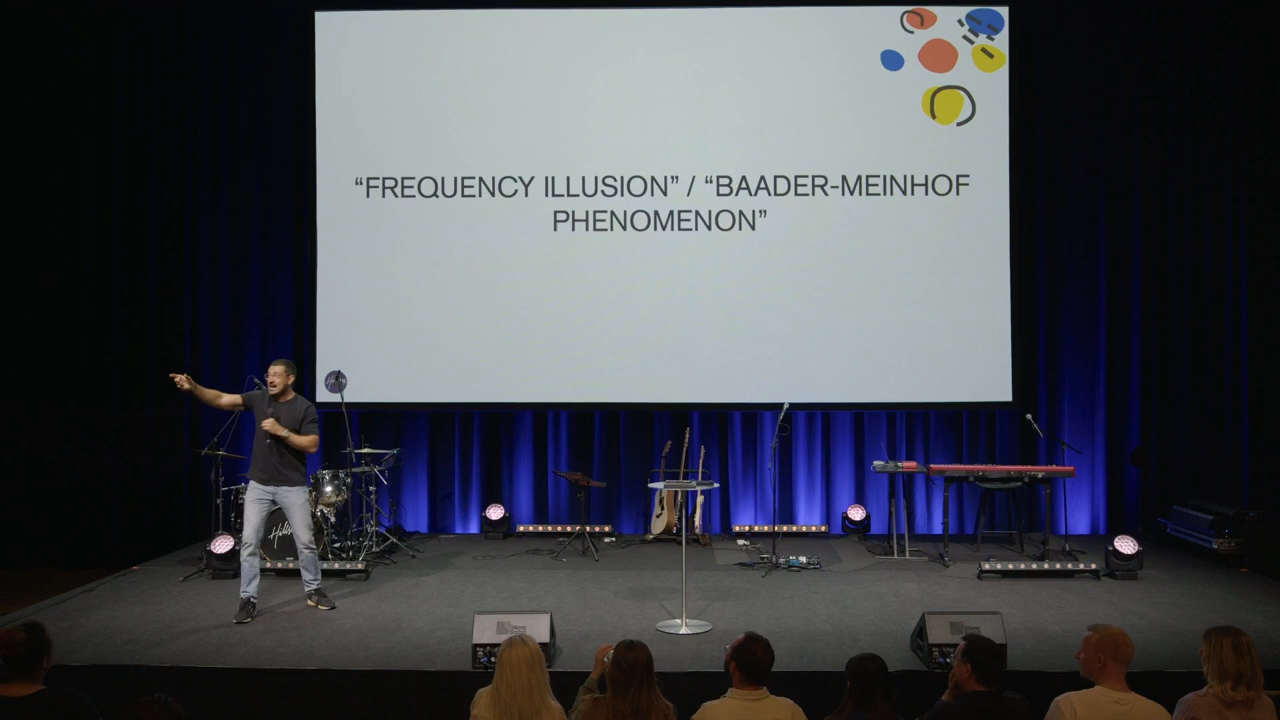 “FREQUENCY ILLUSION” / “BAADER-MEINHOF
PHENOMENON”